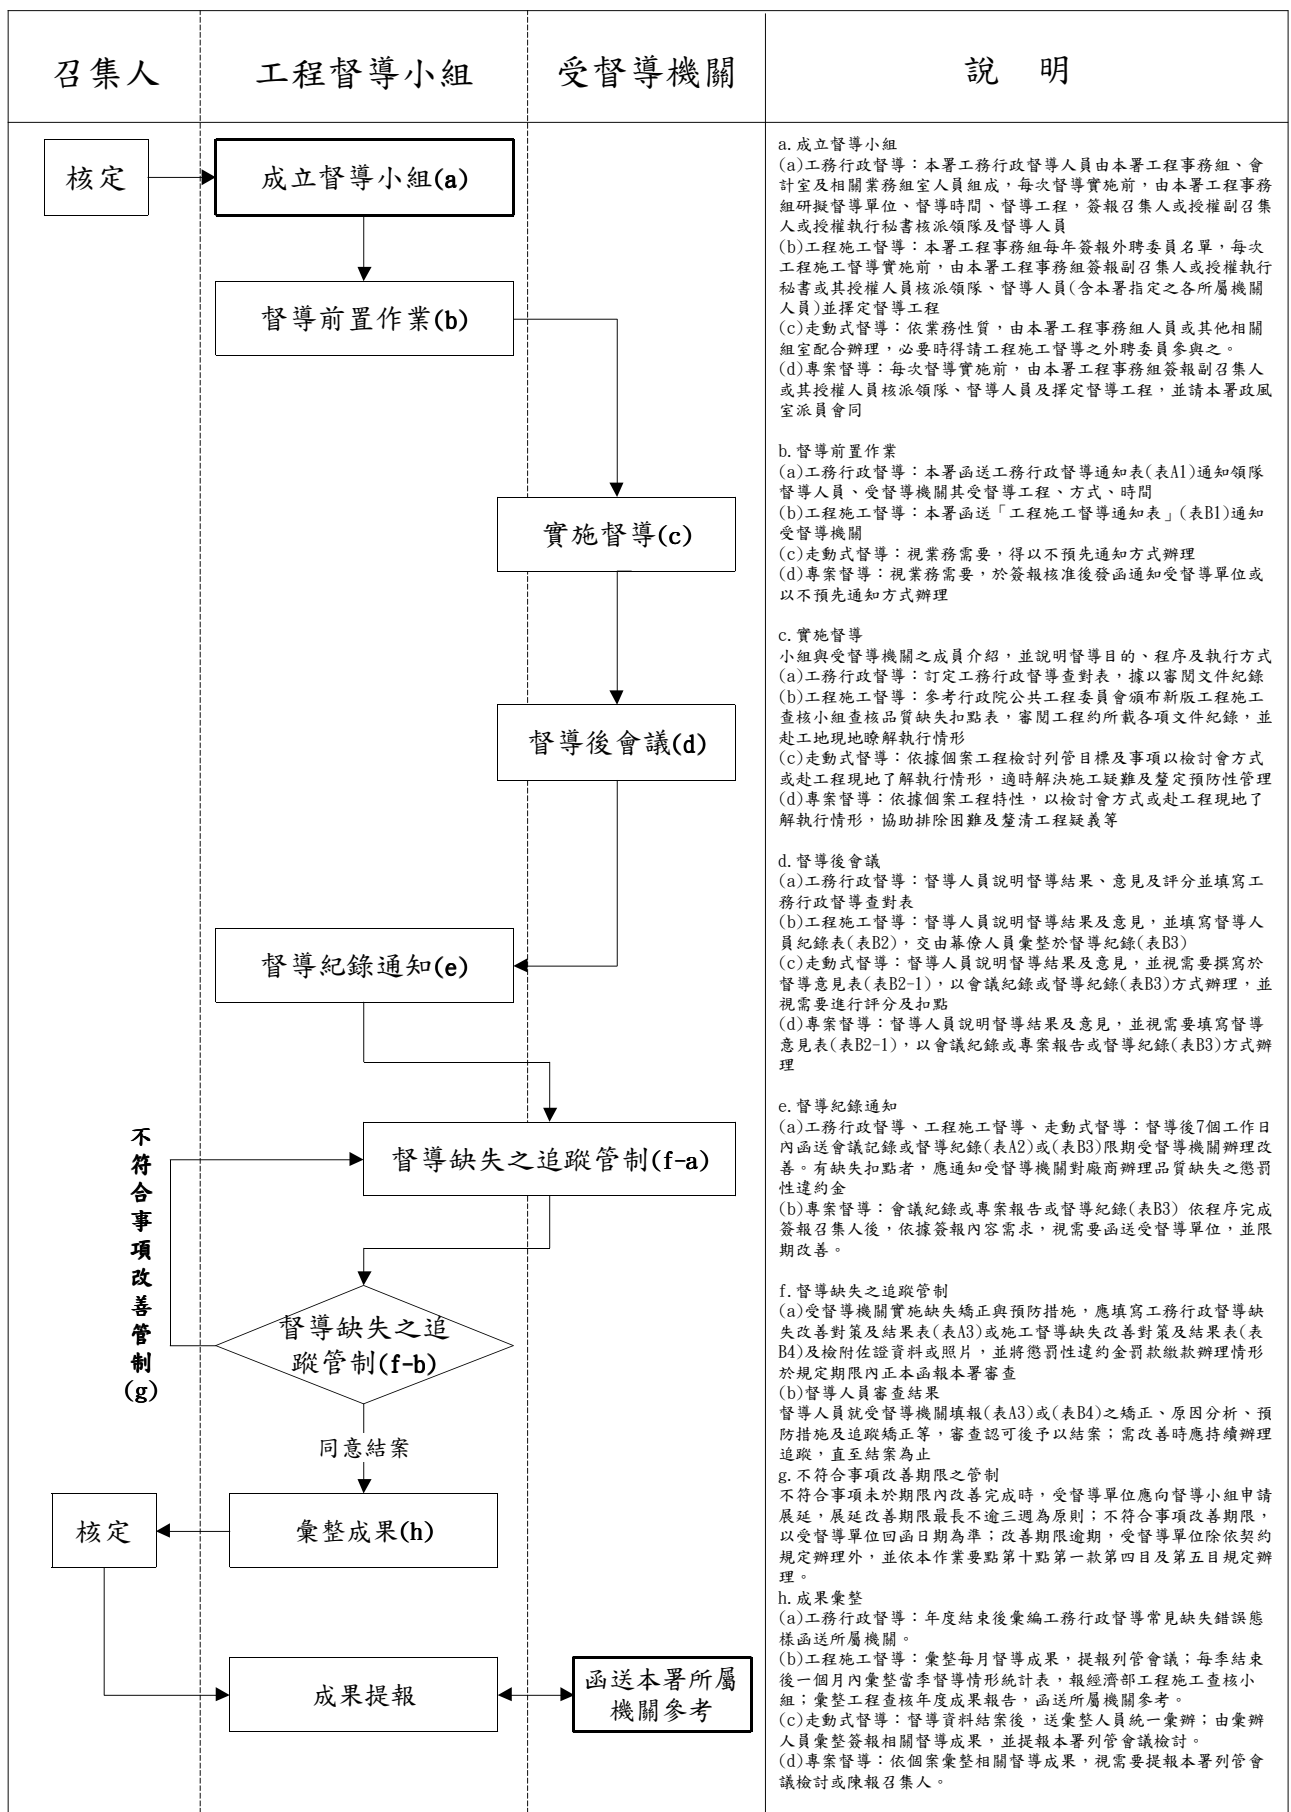 召集人
工程督導小組
受督導機關
說　明
核定
成立督導小組(a)
督導前置作業(b)
實施督導(c)
督導後會議(d)
督導紀錄通知(e)
督導缺失之追蹤管制(f-a)
不符合事項改善管制(g)
督導缺失之追
蹤管制(f-b)
同意結案
核定
彙整成果(h)
成果提報
函送本署所屬
機關參考
a.成立督導小組
(a)工務行政督導：本署工務行政督導人員由本署工程事務組、會
計室及相關業務組室人員組成，每次督導實施前，由本署工程事務
組研擬督導單位、督導時間、督導工程，簽報召集人或授權副召集
人或授權執行秘書核派領隊及督導人員
(b)工程施工督導：本署工程事務組每年簽報外聘委員名單，每次
工程施工督導實施前，由本署工程事務組簽報副召集人或授權執行
秘書或其授權人員核派領隊、督導人員(含本署指定之各所屬機關
人員)並擇定督導工程
(c)走動式督導：依業務性質，由本署工程事務組人員或其他相關
組室配合辦理，必要時得請工程施工督導之外聘委員參與之。
(d)專案督導：每次督導實施前，由本署工程事務組簽報副召集人
或其授權人員核派領隊、督導人員及擇定督導工程，並請本署政風
室派員會同
b.督導前置作業
(a)工務行政督導：本署函送工務行政督導通知表(表A1)通知領隊
督導人員、受督導機關其受督導工程、方式、時間
(b)工程施工督導：本署函送「工程施工督導通知表」(表B1)通知
受督導機關
(c)走動式督導：視業務需要，得以不預先通知方式辦理
(d)專案督導：視業務需要，於簽報核准後發函通知受督導單位或
以不預先通知方式辦理
c.實施督導
小組與受督導機關之成員介紹，並說明督導目的、程序及執行方式
(a)工務行政督導：訂定工務行政督導查對表，據以審閱文件紀錄
(b)工程施工督導：參考行政院公共工程委員會頒布新版工程施工
查核小組查核品質缺失扣點表，審閱工程約所載各項文件紀錄，並
赴工地現地瞭解執行情形
(c)走動式督導：依據個案工程檢討列管目標及事項以檢討會方式
或赴工程現地了解執行情形，適時解決施工疑難及釐定預防性管理
(d)專案督導：依據個案工程特性，以檢討會方式或赴工程現地了
解執行情形，協助排除困難及釐清工程疑義等
d.督導後會議
(a)工務行政督導：督導人員說明督導結果、意見及評分並填寫工
務行政督導查對表
(b)工程施工督導：督導人員說明督導結果及意見，並填寫督導人
員紀錄表(表B2)，交由幕僚人員彙整於督導紀錄(表B3)
(c)走動式督導：督導人員說明督導結果及意見，並視需要撰寫於
督導意見表(表B2-1)，以會議紀錄或督導紀錄(表B3)方式辦理，並
視需要進行評分及扣點
(d)專案督導：督導人員說明督導結果及意見，並視需要填寫督導
意見表(表B2-1)，以會議紀錄或專案報告或督導紀錄(表B3)方式辦
理
e.督導紀錄通知
(a)工務行政督導、工程施工督導、走動式督導：督導後7個工作日
內函送會議記錄或督導紀錄(表A2)或(表B3)限期受督導機關辦理改
善。有缺失扣點者，應通知受督導機關對廠商辦理品質缺失之懲罰
性違約金
(b)專案督導：會議紀錄或專案報告或督導紀錄(表B3) 依程序完成
簽報召集人後，依據簽報內容需求，視需要函送受督導單位，並限
期改善。
f.督導缺失之追蹤管制
(a)受督導機關實施缺失矯正與預防措施，應填寫工務行政督導缺
失改善對策及結果表(表A3)或施工督導缺失改善對策及結果表(表
B4)及檢附佐證資料或照片，並將懲罰性違約金罰款繳款辦理情形
於規定期限內正本函報本署審查
(b)督導人員審查結果
督導人員就受督導機關填報(表A3)或(表B4)之矯正、原因分析、預
防措施及追蹤矯正等，審查認可後予以結案；需改善時應持續辦理
追蹤，直至結案為止
g.不符合事項改善期限之管制
不符合事項未於期限內改善完成時，受督導單位應向督導小組申請
展延，展延改善期限最長不逾三週為原則；不符合事項改善期限，
以受督導單位回函日期為準；改善期限逾期，受督導單位除依契約
規定辦理外，並依本作業要點第十點第一款第四目及第五目規定辦
理。
h.成果彙整
(a)工務行政督導：年度結束後彙編工務行政督導常見缺失錯誤態
樣函送所屬機關。
(b)工程施工督導：彙整每月督導成果，提報列管會議；每季結束
後一個月內彙整當季督導情形統計表，報經濟部工程施工查核小
組；彙整工程查核年度成果報告，函送所屬機關參考。
(c)走動式督導：督導資料結案後，送彙整人員統一彙辦；由彙辦
人員彙整簽報相關督導成果，並提報本署列管會議檢討。
(d)專案督導：依個案彙整相關督導成果，視需要提報本署列管會
議檢討或陳報召集人。